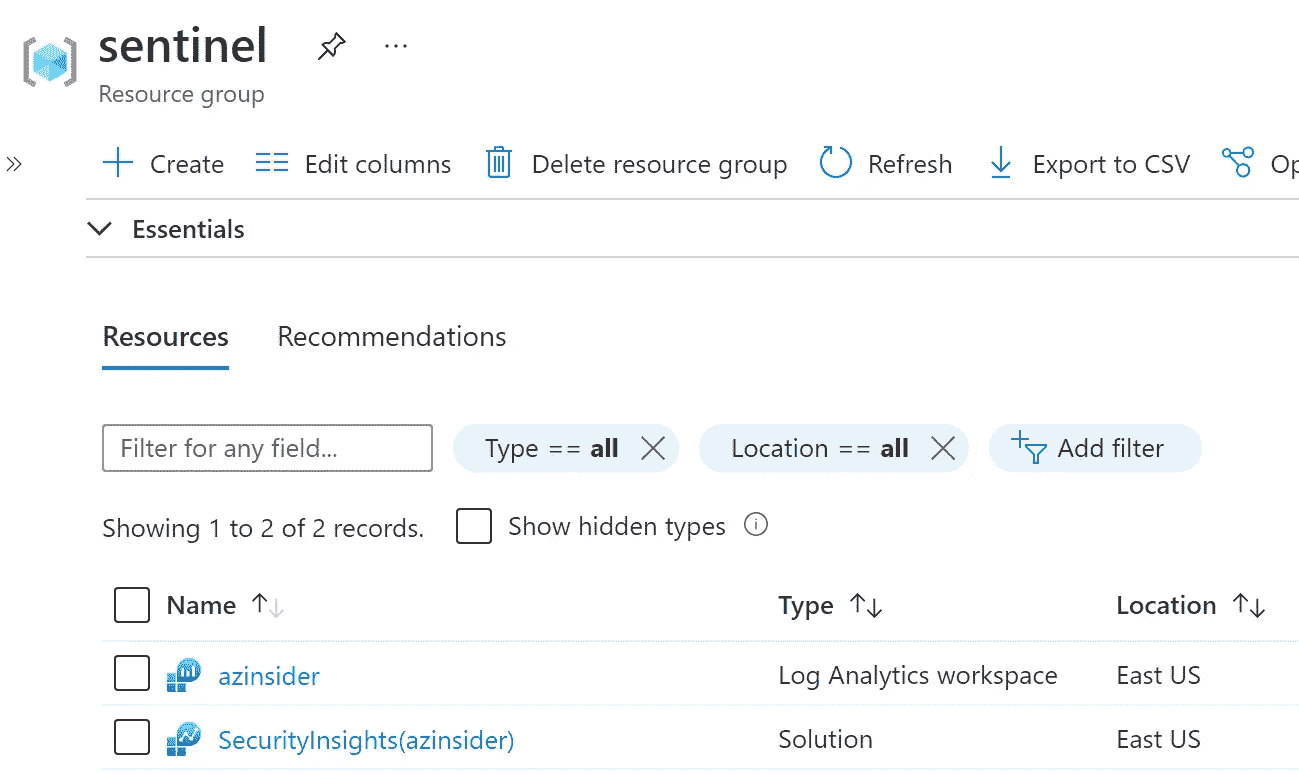 sentinel
Resource group
Create Edit columns Delete resource group Refresh Export to CSV Op
Essentials
Resources Recommendations
Filter for any field... Type == all Location == all Add filter
Showing 1 to 2 of 2 records. Show hidden types
Name Type Location
azinsider Log Analytics workspace East US
SecurityInsights(azinsider) Solution East US